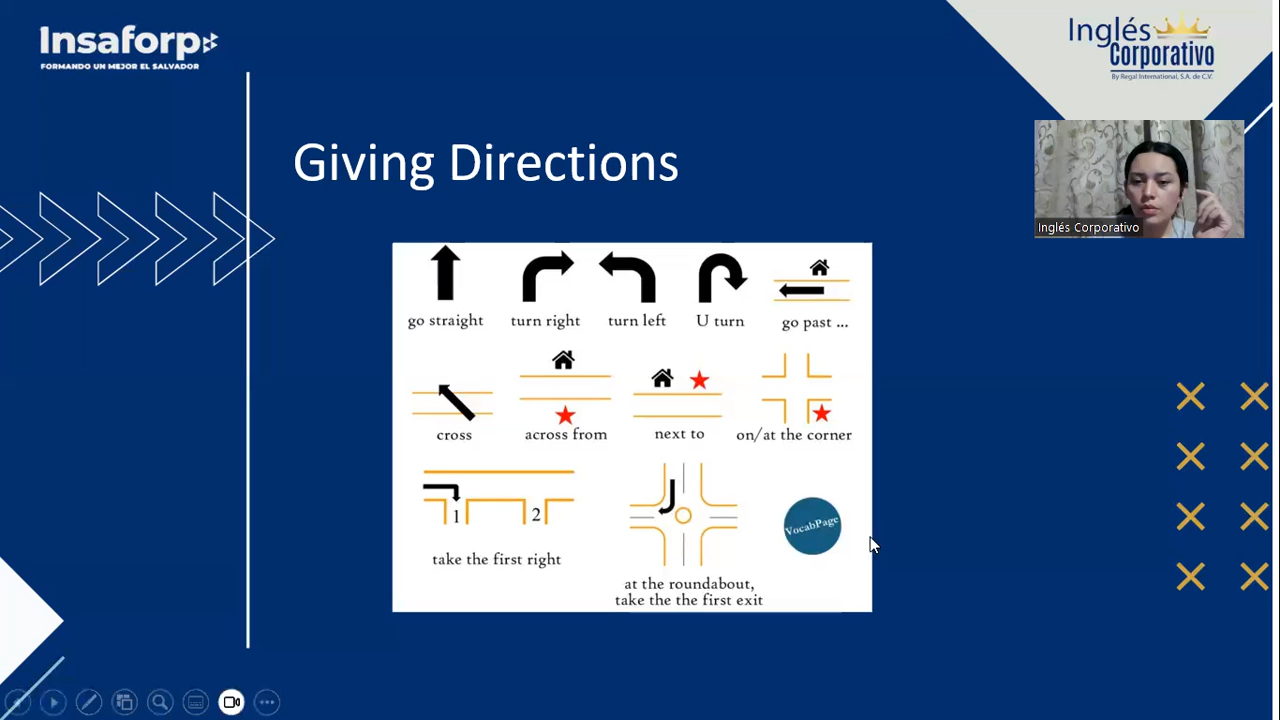 Insaforp
FORMANDO UN MEJOR EL SALVADOR
Inglés
Corporativo
By Regal International, S.A. de C.V.
Giving Directions
Inglés Corporativo
go straight
turn right
turn left
U turn
go past ...
cross
across from
next to
on/at the corner
1
2
take the first right
VocabPage
at the roundabout,
take the the first exit